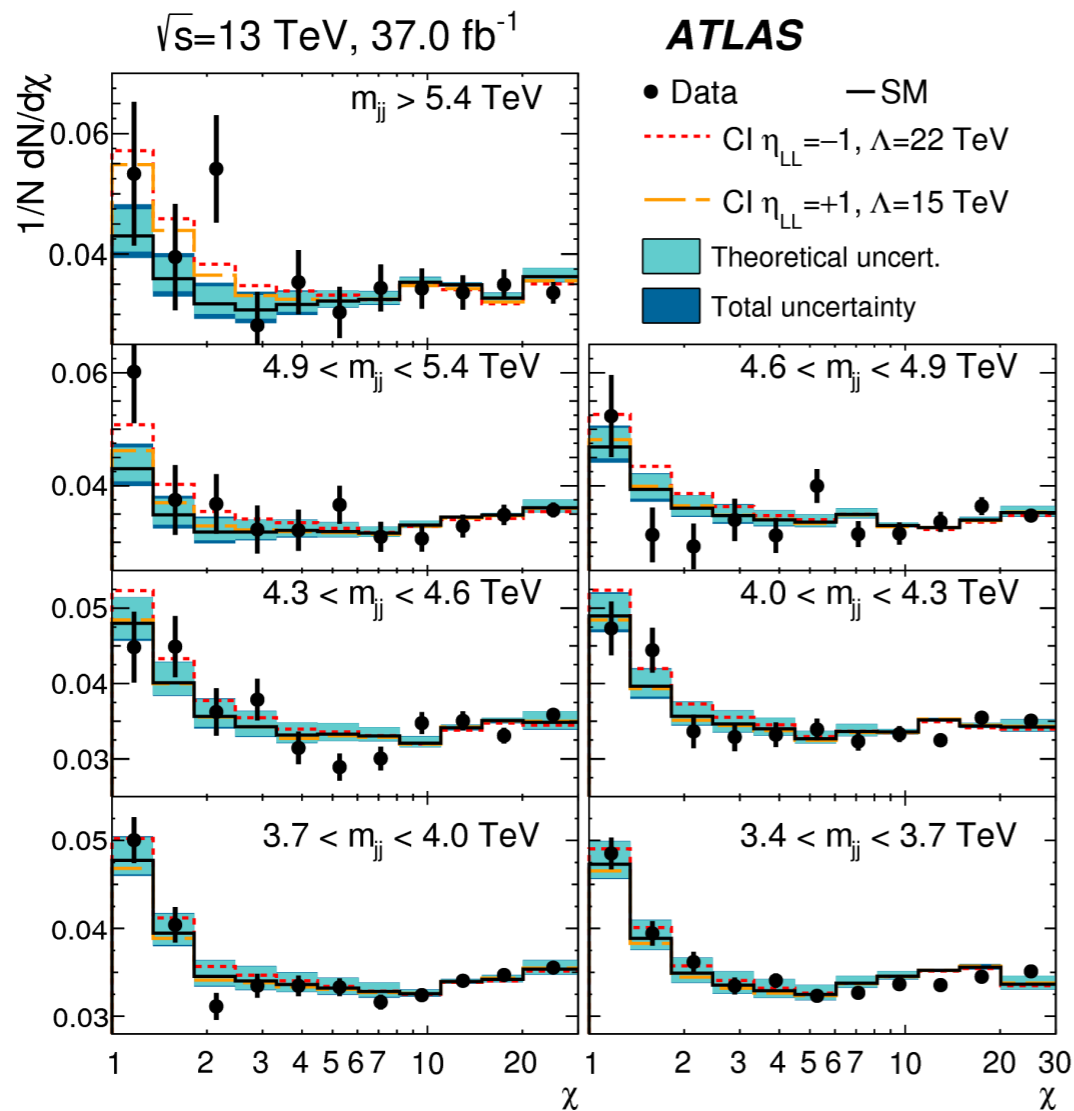 √s=13 TeV, 37.0 fb⁻¹
ATLAS
1/N dN/dχ
m_jj > 5.4 TeV
0.06
0.04
Data
SM
CI η_LL=−1, Λ=22 TeV
CI η_LL=+1, Λ=15 TeV
Theoretical uncert.
Total uncertainty
4.9 < m_jj < 5.4 TeV
0.06
0.04
4.6 < m_jj < 4.9 TeV
4.3 < m_jj < 4.6 TeV
0.05
0.04
0.03
4.0 < m_jj < 4.3 TeV
3.7 < m_jj < 4.0 TeV
0.05
0.04
0.03
3.4 < m_jj < 3.7 TeV
1 2 3 4 5 6 7 10 20
1 2 3 4 5 6 7 10 20 30
χ
χ